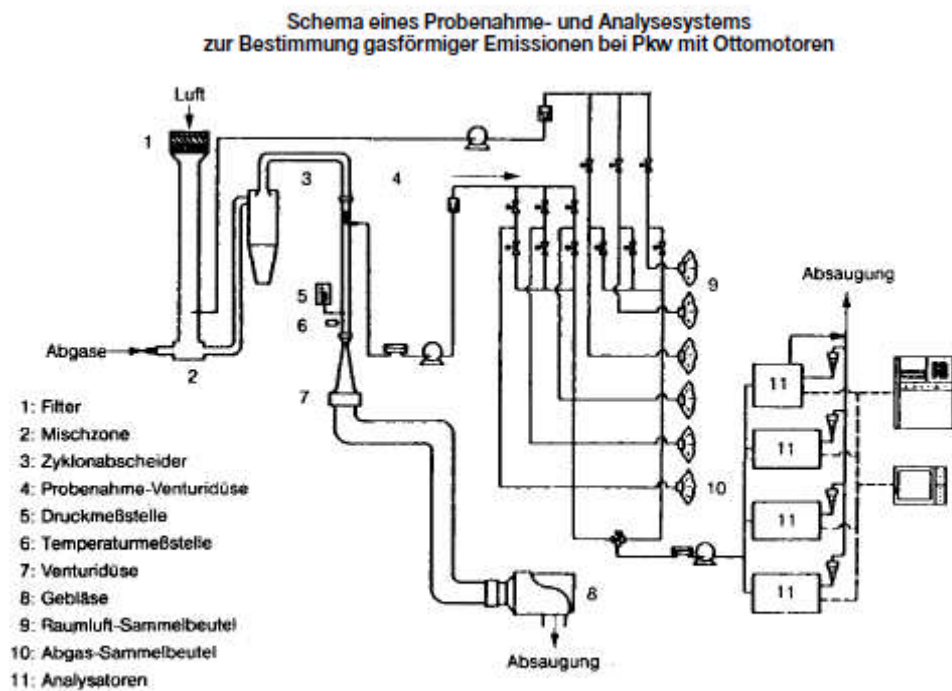 Schema eines Probenahme- und Analysesystems
zur Bestimmung gasförmiger Emissionen bei Pkw mit Ottomotoren
Luft
1
3
4
9
Absaugung
5
6
Abgase
2
7
11
11
10
11
11
8
Absaugung
1: Filter
2: Mischzone
3: Zyklonabscheider
4: Probenahme-Venturidüse
5: Druckmeßstelle
6: Temperaturmeßstelle
7: Venturidüse
8: Gebläse
9: Raumluft-Sammelbeutel
10: Abgas-Sammelbeutel
11: Analysatoren